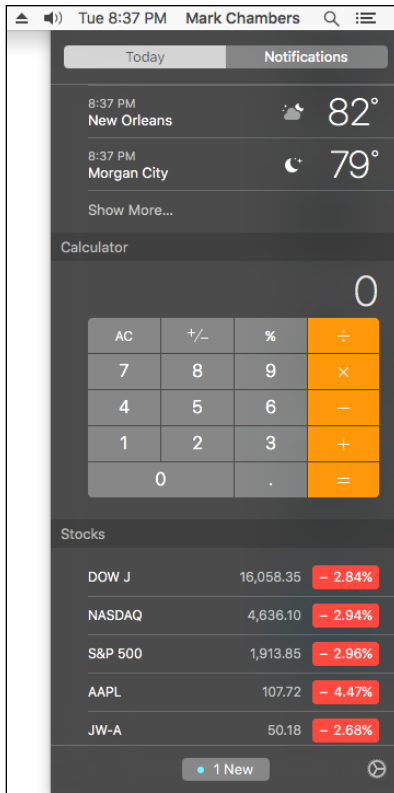 Tue 8:37 PM Mark Chambers
Today Notifications
8:37 PM
New Orleans 82°
8:37 PM
Morgan City 79°
Show More...
Calculator
0
AC +/− % ÷
7 8 9 ×
4 5 6 −
1 2 3 +
0 . =
Stocks
DOW J 16,058.35 − 2.84%
NASDAQ 4,636.10 − 2.94%
S&P 500 1,913.85 − 2.96%
AAPL 107.72 − 4.47%
JW-A 50.18 − 2.68%
1 New